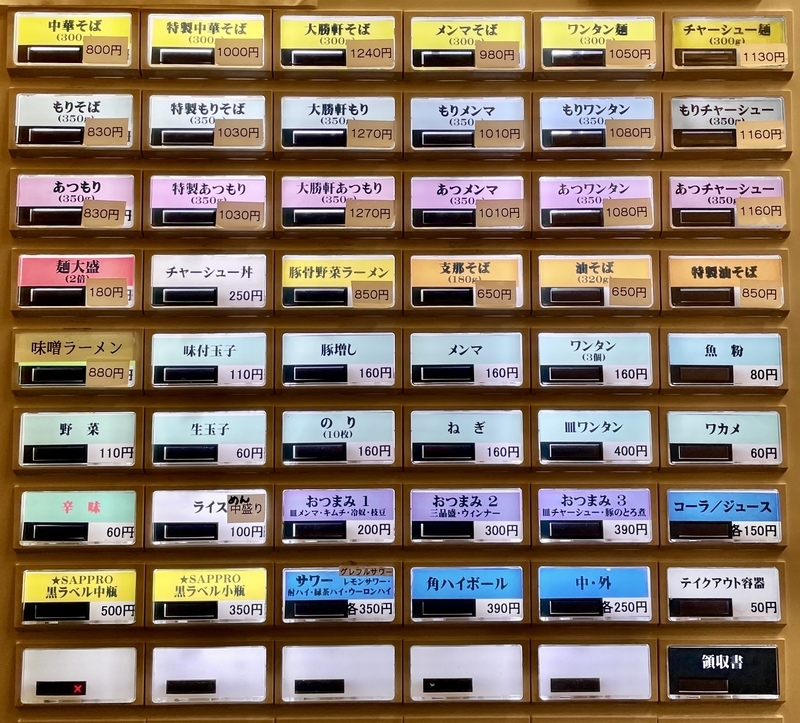 中華そば
(300
800円
特製中華そば
(300
1000円
大勝軒そば
(300
1240円
メンマそば
(300
980円
ワンタン麺
(300
1050円
チャーシュー麺
(300g)
1130円
もりそば
(350g
830円
特製もりそば
(350
1030円
大勝軒もり
(350
1270円
もりメンマ
(350
1010円
もりワンタン
(350
1080円
もりチャーシュー
(350
1160円
あつもり
(350g)
830円
特製あつもり
(350g
1030円
大勝軒あつもり
(350g
1270円
あつメンマ
(350
1010円
あつワンタン
(350
1080円
あつチャーシュー
(350
1160円
麺大盛
(2倍)
180円
チャーシュー丼
250円
豚骨野菜ラーメン
850円
支那そば
(180g)
650円
油そば
(320g)
650円
特製油そば
850円
味噌ラーメン
880円
味付玉子
110円
豚増し
160円
メンマ
160円
ワンタン
(3個)
160円
魚 粉
80円
野 菜
110円
生玉子
60円
の り
(10枚)
160円
ね ぎ
160円
皿ワンタン
400円
ワカメ
60円
辛 味
60円
ライス
めん
中盛り
100円
おつまみ 1
皿メンマ・キムチ・冷奴・枝豆
200円
おつまみ 2
三品盛・ウィンナー
300円
おつまみ 3
皿チャーシュー・豚のとろ煮
390円
コーラ／ジュース
各150円
★SAPPRO
黒ラベル中瓶
500円
★SAPPRO
黒ラベル小瓶
350円
グレフルサワー
サワー レモンサワー・
酎ハイ・緑茶ハイ・ウーロンハイ
各350円
角ハイボール
390円
中・外
各250円
テイクアウト容器
50円
領収書